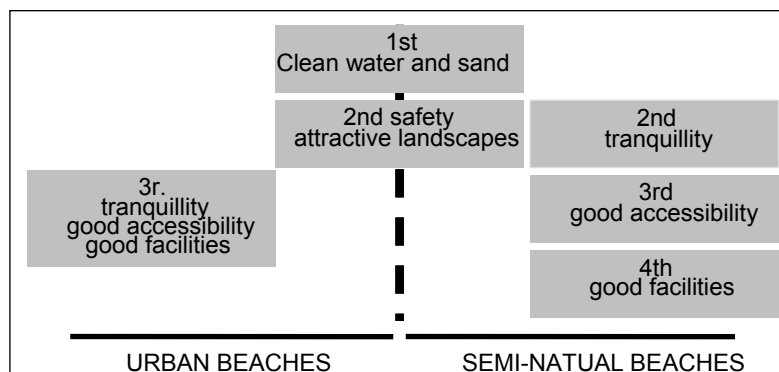 1st
Clean water and sand
2nd safety
attractive landscapes
2nd
tranquillity
3r.
tranquillity
good accessibility
good facilities
3rd
good accessibility
4th
good facilities
URBAN BEACHES
SEMI-NATUAL BEACHES